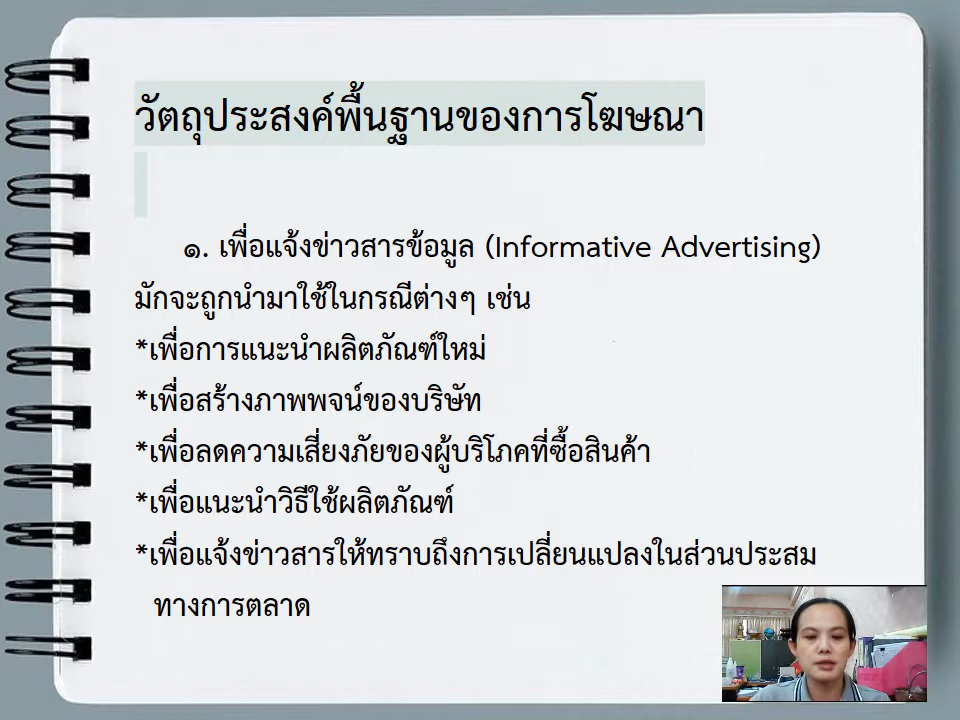 วัตถุประสงค์พื้นฐานของการโฆษณา
๑. เพื่อแจ้งข่าวสารข้อมูล (Informative Advertising)
มักจะถูกนำมาใช้ในกรณีต่างๆ เช่น
*เพื่อการแนะนำผลิตภัณฑ์ใหม่
*เพื่อสร้างภาพพจน์ของบริษัท
*เพื่อลดความเสี่ยงภัยของผู้บริโภคที่ซื้อสินค้า
*เพื่อแนะนำวิธีใช้ผลิตภัณฑ์
*เพื่อแจ้งข่าวสารให้ทราบถึงการเปลี่ยนแปลงในส่วนประสม
ทางการตลาด